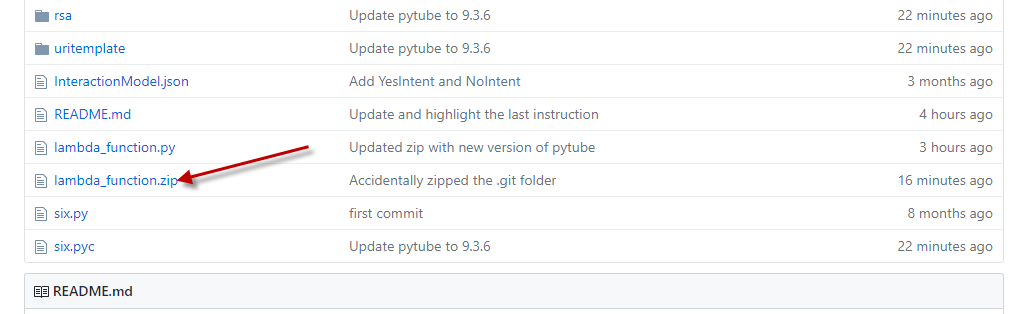 rsa Update pytube to 9.3.6 22 minutes ago
uritemplate Update pytube to 9.3.6 22 minutes ago
InteractionModel.json Add YesIntent and NoIntent 3 months ago
README.md Update and highlight the last instruction 4 hours ago
lambda_function.py Updated zip with new version of pytube 3 hours ago
lambda_function.zip Accidentally zipped the .git folder 16 minutes ago
six.py first commit 8 months ago
six.pyc Update pytube to 9.3.6 22 minutes ago
README.md